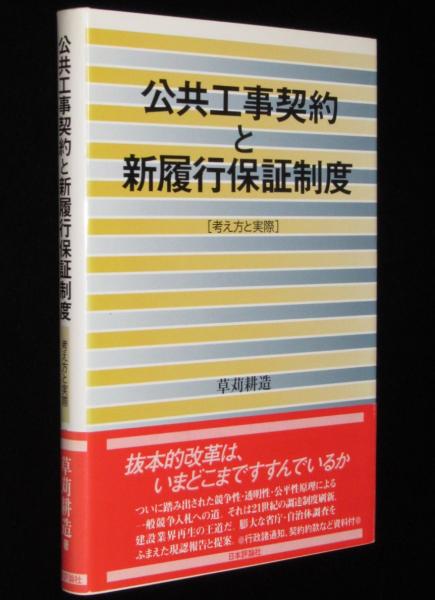 公共工事契約と新履行保証制度
考え方と実際
草苅耕造
日本評論社
公共工事契約
と
新履行保証制度
[考え方と実際]
草苅耕造
抜本的改革は、
いまどこまですすんでいるか
ついに踏み出された競争性・透明性・公平性原理による
一般競争入札への道。それは21世紀の調達制度刷新、
建設業界再生の王道だ。膨大な省庁・自治体調査を
ふまえた現認報告と提案。◉行政諸通知、契約約款など資料付◉
日本評論社